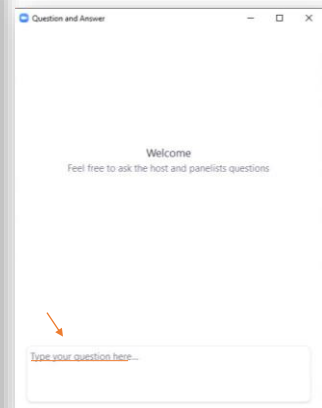 Question and Answer
Welcome
Feel free to ask the host and panelists questions
Type your question here...